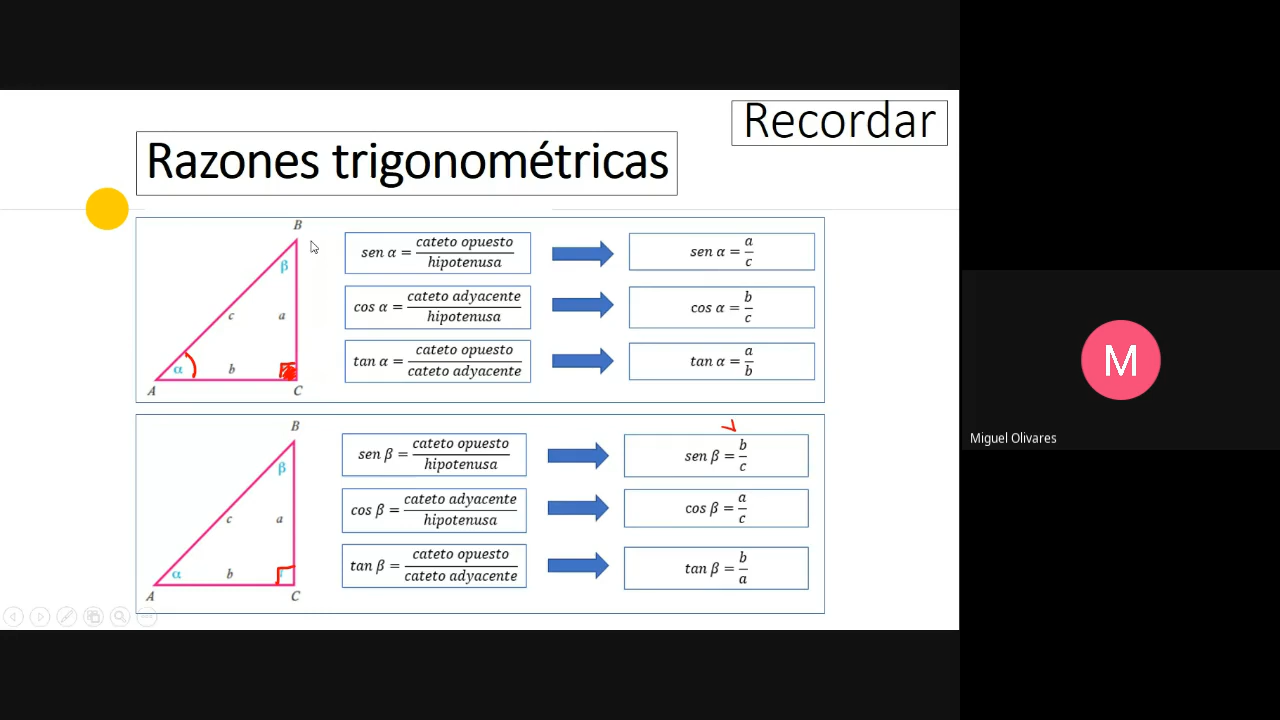 Recordar
Razones trigonométricas
B
β
c
a
α
b
A
C
sen α = cateto opuesto / hipotenusa
sen α = a / c
cos α = cateto adyacente / hipotenusa
cos α = b / c
tan α = cateto opuesto / cateto adyacente
tan α = a / b
B
β
c
a
α
b
A
C
sen β = cateto opuesto / hipotenusa
sen β = b / c
cos β = cateto adyacente / hipotenusa
cos β = a / c
tan β = cateto opuesto / cateto adyacente
tan β = b / a
M
Miguel Olivares